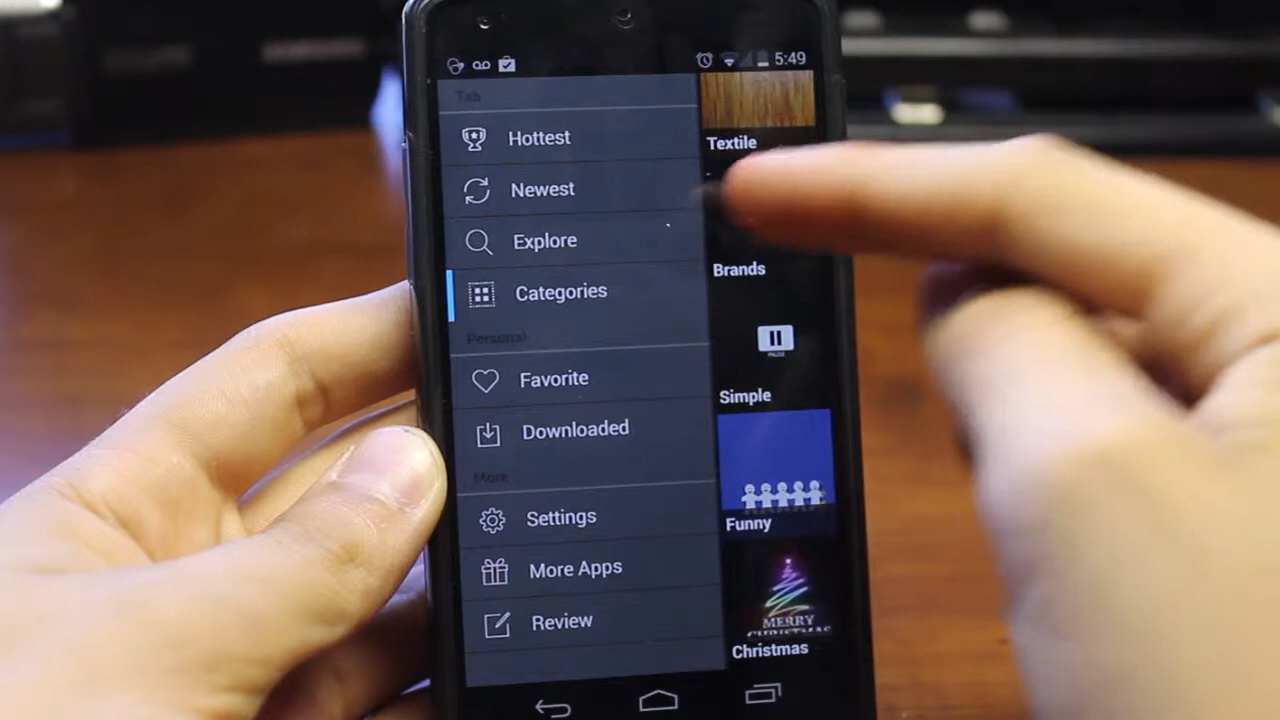 5:49
Tab
Hottest
Newest
Explore
Categories
Personal
Favorite
Downloaded
More
Settings
More Apps
Review
Textile
Brands
PAUSE
Simple
Funny
MERRY
CHRISTMAS
Christmas